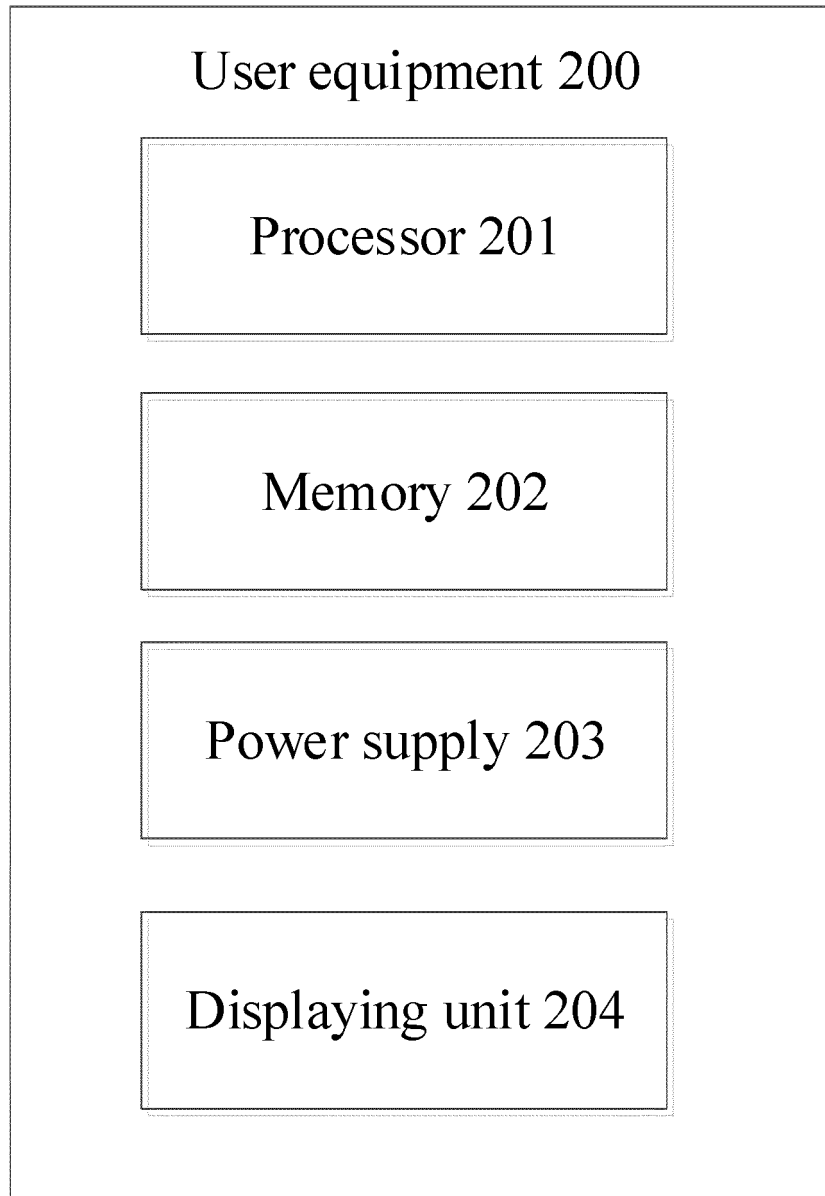 User equipment 200
Processor 201
Memory 202
Power supply 203
Displaying unit 204